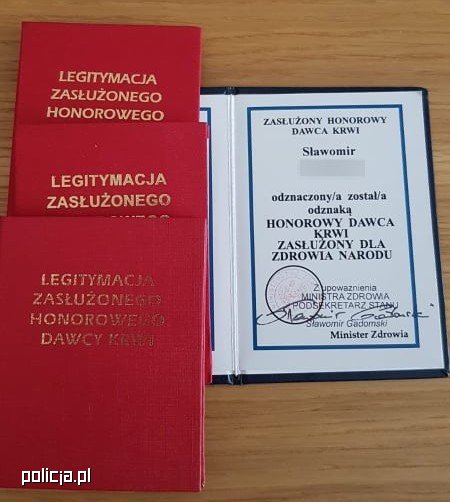 LEGITYMACJA
ZASŁUŻONEGO
HONOROWEGO
LEGITYMACJA
ZASŁUŻONEGO
LEGITYMACJA
ZASŁUŻONEGO
HONOROWEGO
DAWCY KRWI
ZASŁUŻONY HONOROWY
DAWCA KRWI
Sławomir
odznaczony/a został/a
odznaką
HONOROWY DAWCA
KRWI
ZASŁUŻONY DLA
ZDROWIA NARODU
Z upoważnienia
MINISTRA ZDROWIA
PODSEKRETARZ STANU
Sławomir Gadomski
Minister Zdrowia
policja.pl